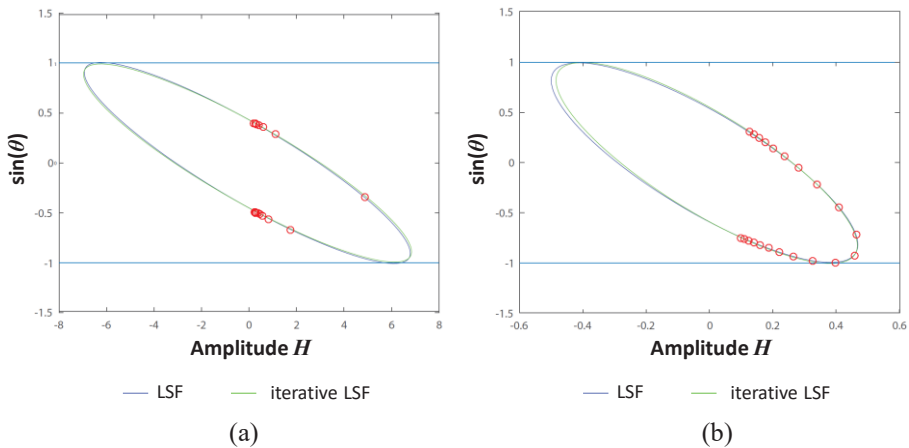 1.5
1
0.5
0
-0.5
-1
-1.5
sin(θ)
-8 -6 -4 -2 0 2 4 6 8
Amplitude H
LSF iterative LSF
(a)
1.5
1
0.5
0
-0.5
-1
-1.5
sin(θ)
-0.6 -0.4 -0.2 0 0.2 0.4 0.6
Amplitude H
LSF iterative LSF
(b)